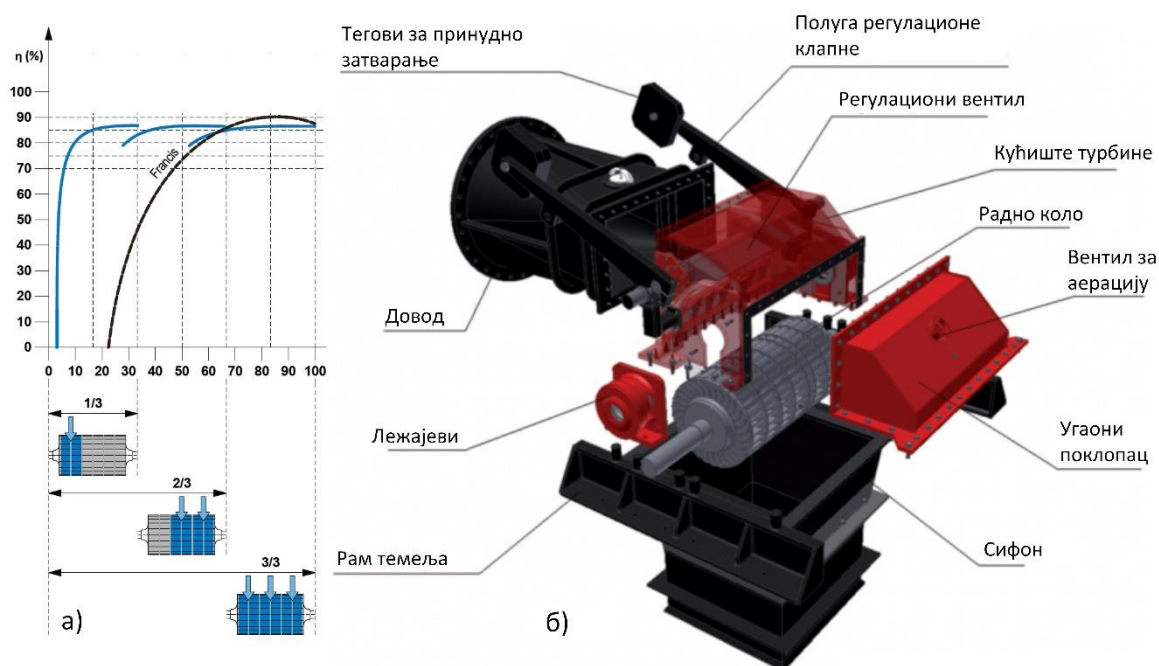 η (%)
100
90
80
70
60
50
40
30
20
10
0
Francis
0 10 20 30 40 50 60 70 80 90 100
1/3
2/3
3/3
а)
Тегови за принудно
затварање
Полуга регулационе
клапне
Регулациони вентил
Кућиште турбине
Радно коло
Вентил за
аерацију
Довод
Лежајеви
Угаони
поклопац
Рам темеља
Сифон
б)